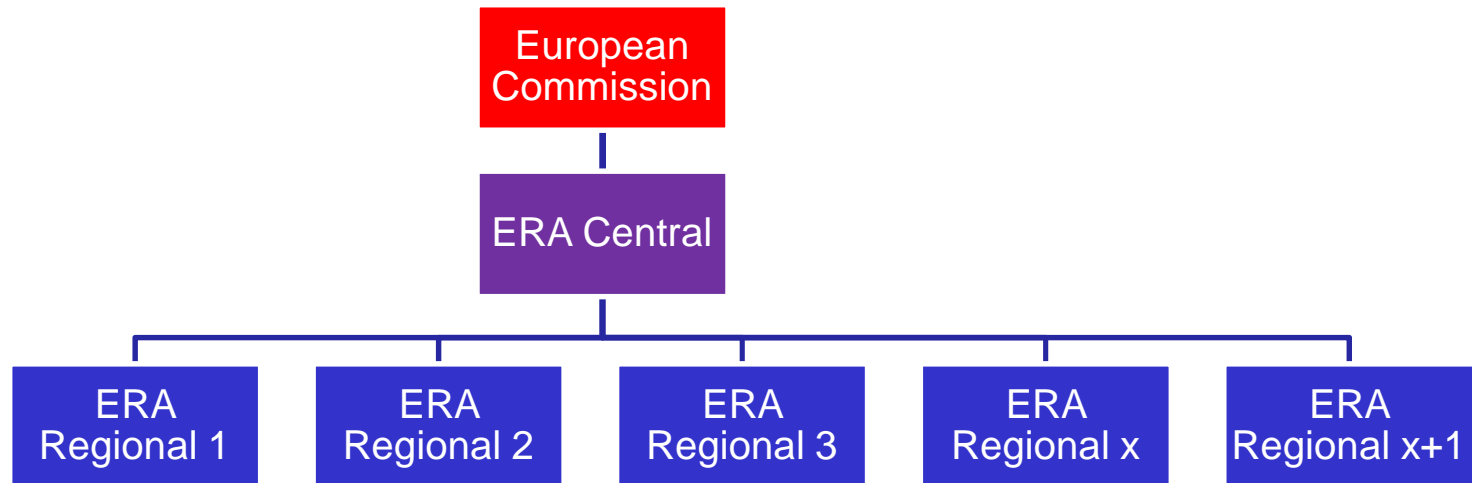 European
Commission
ERA Central
ERA
Regional 1
ERA
Regional 2
ERA
Regional 3
ERA
Regional x
ERA
Regional x+1